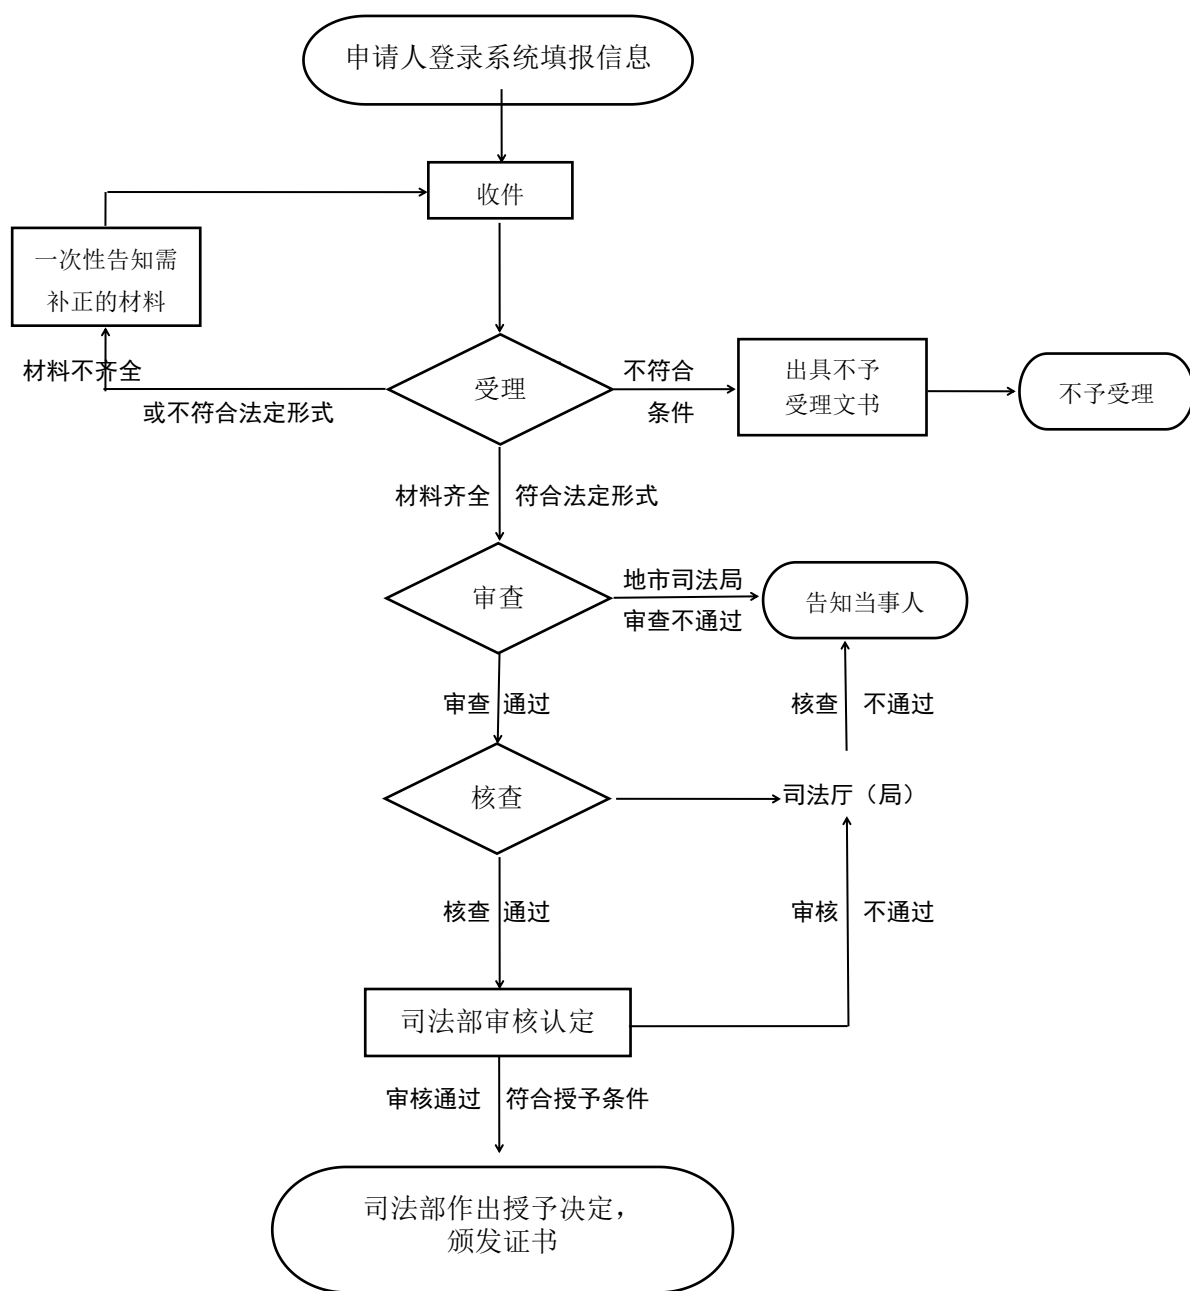 申请人登录系统填报信息
收件
一次性告知需
补正的材料
材料不齐全
或不符合法定形式
受理
不符合
条件
出具不予
受理文书
不予受理
材料齐全 符合法定形式
审查
地市司法局
审查不通过
告知当事人
审查 通过
核查 不通过
核查
司法厅（局）
核查 通过
审核 不通过
司法部审核认定
审核通过 符合授予条件
司法部作出授予决定，
颁发证书